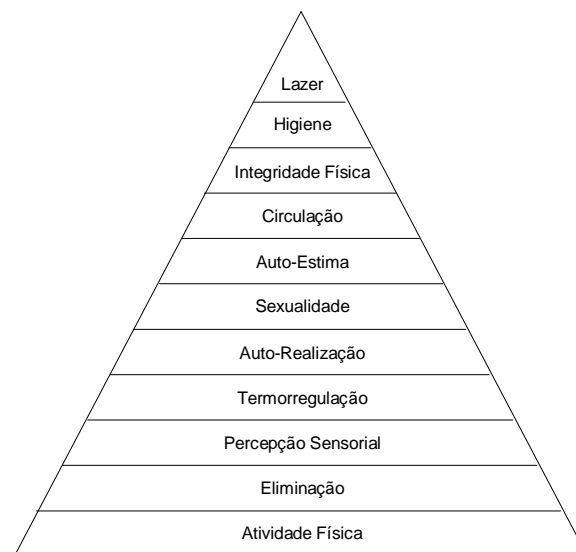 Lazer
Higiene
Integridade Física
Circulação
Auto-Estima
Sexualidade
Auto-Realização
Termorregulação
Percepção Sensorial
Eliminação
Atividade Física